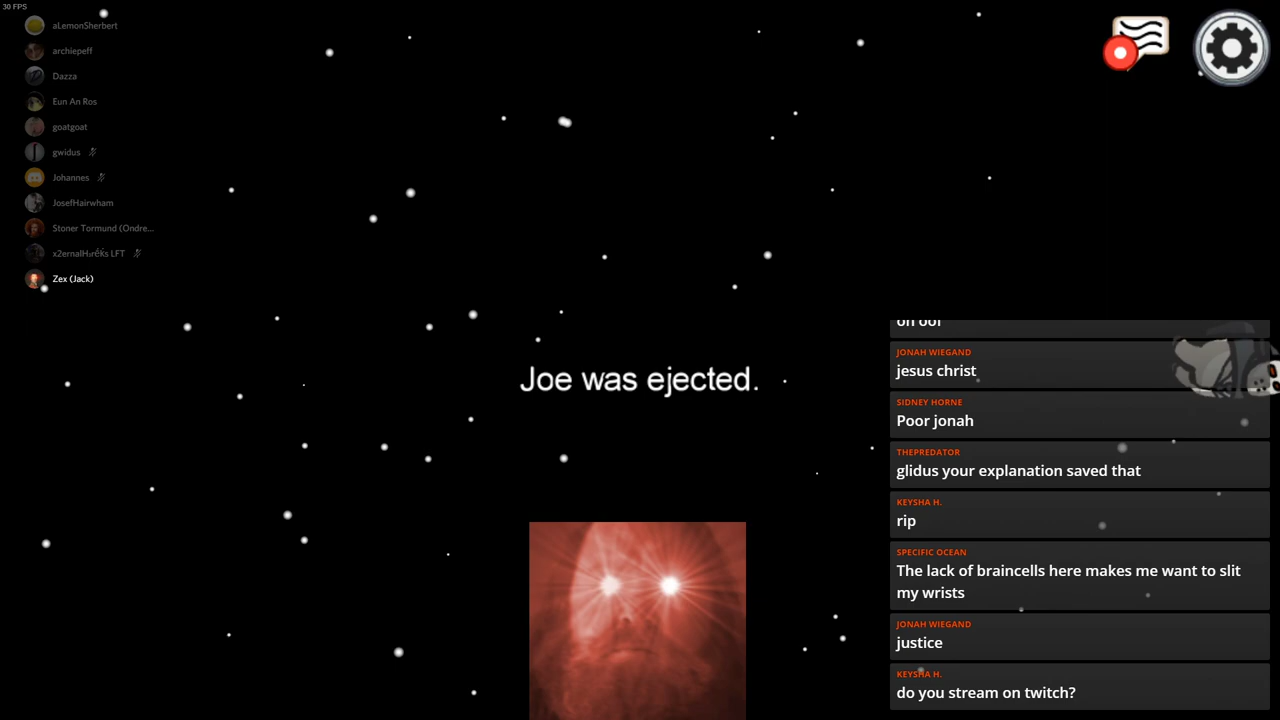 30 FPS
aLemonSherbert
archiepeff
Dazza
Eun An Ros
goatgoat
gwidus
Johannes
JosefHairwham
Stoner Tormund (Ondre...
LFT
Zex (Jack)
Joe was ejected.
oh oof
JONAH WIEGAND
jesus christ
SIDNEY HORNE
Poor jonah
THEPREDATOR
glidus your explanation saved that
KEYSHA H.
rip
SPECIFIC OCEAN
The lack of braincells here makes me want to slit
my wrists
JONAH WIEGAND
justice
KEYSHA H.
do you stream on twitch?